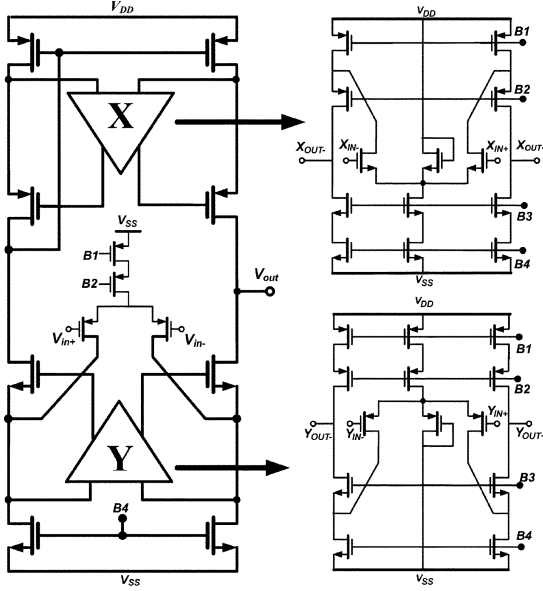 VDD
X
VSS
B1
B2
Vin+
Vin-
Vout
Y
B4
VSS
VDD
B1
B2
XOUT-
XIN-
XIN+
XOUT-
B3
B4
VSS
VDD
B1
B2
YOUT-
YIN-
YIN+
YOUT-
B3
B4
VSS